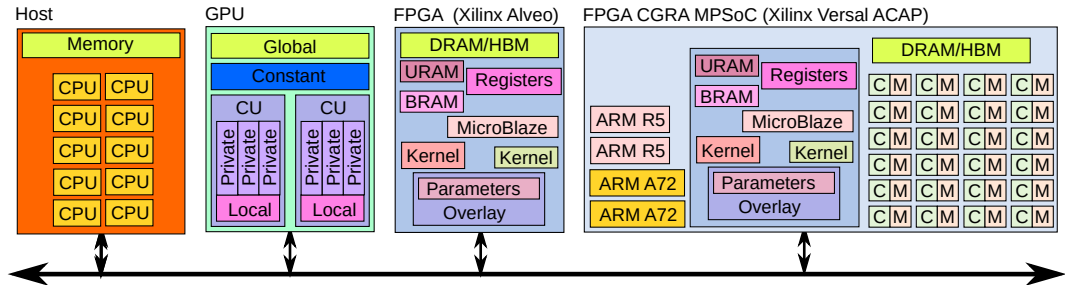 Host
Memory
CPU CPU
CPU CPU
CPU CPU
CPU CPU
CPU CPU
GPU
Global
Constant
CU CU
Private Private Private Private Private Private
Local Local
FPGA (Xilinx Alveo)
DRAM/HBM
URAM
Registers
BRAM
MicroBlaze
Kernel
Kernel
Parameters
Overlay
FPGA CGRA MPSoC (Xilinx Versal ACAP)
ARM R5
ARM R5
ARM A72
ARM A72
URAM
Registers
BRAM
MicroBlaze
Kernel
Kernel
Parameters
Overlay
DRAM/HBM
C M C M C M C M
C M C M C M C M
C M C M C M C M
C M C M C M C M
C M C M C M C M
C M C M C M C M